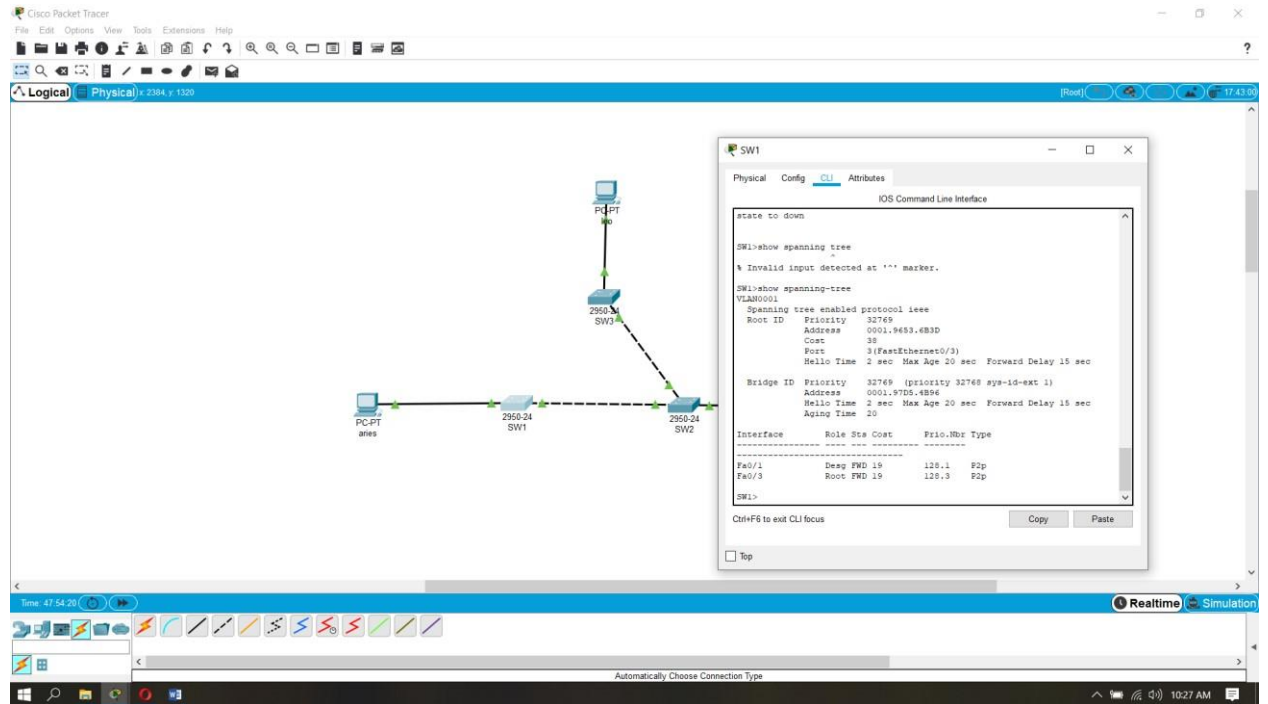 Cisco Packet Tracer
File Edit Options View Tools Extensions Help
?
Logical Physical x: 2384, y: 1320 [Root] 17:43:00
SW1
Physical Config CLI Attributes
IOS Command Line Interface
state to down
SW1>show spanning tree
^
% Invalid input detected at '^' marker.
SW1>show spanning-tree
VLAN0001
Spanning tree enabled protocol ieee
Root ID Priority 32769
Address 0001.9653.6B3D
Cost 38
Port 3(FastEthernet0/3)
Hello Time 2 sec Max Age 20 sec Forward Delay 15 sec
Bridge ID Priority 32769 (priority 32768 sys-id-ext 1)
Address 0001.97D5.4B96
Hello Time 2 sec Max Age 20 sec Forward Delay 15 sec
Aging Time 20
Interface Role Sts Cost Prio.Nbr Type
---------------- ---- --- --------- --------
--------------------------------
Fa0/1 Desg FWD 19 128.1 P2p
Fa0/3 Root FWD 19 128.3 P2p
SW1>
Ctrl+F6 to exit CLI focus Copy Paste
Top
PC-PT
2950-24
SW3
PC-PT
aries
2950-24
SW1
2950-24
SW2
Time: 47:54:20 Realtime Simulation
Automatically Choose Connection Type
10:27 AM